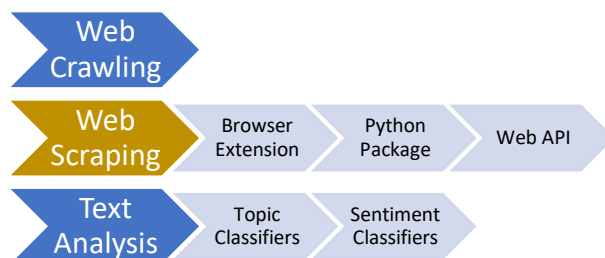 Web
Crawling
Web
Scraping
Browser
Extension
Python
Package
Web API
Text
Analysis
Topic
Classifiers
Sentiment
Classifiers